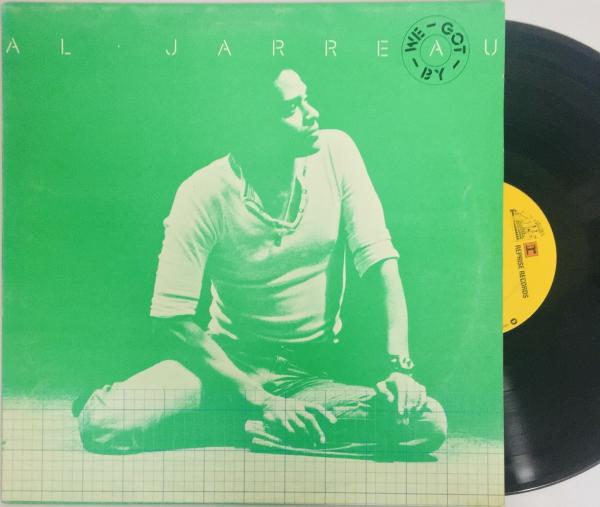 AL · JARREAU
WE - GOT - BY -
REPRISE RECORDS